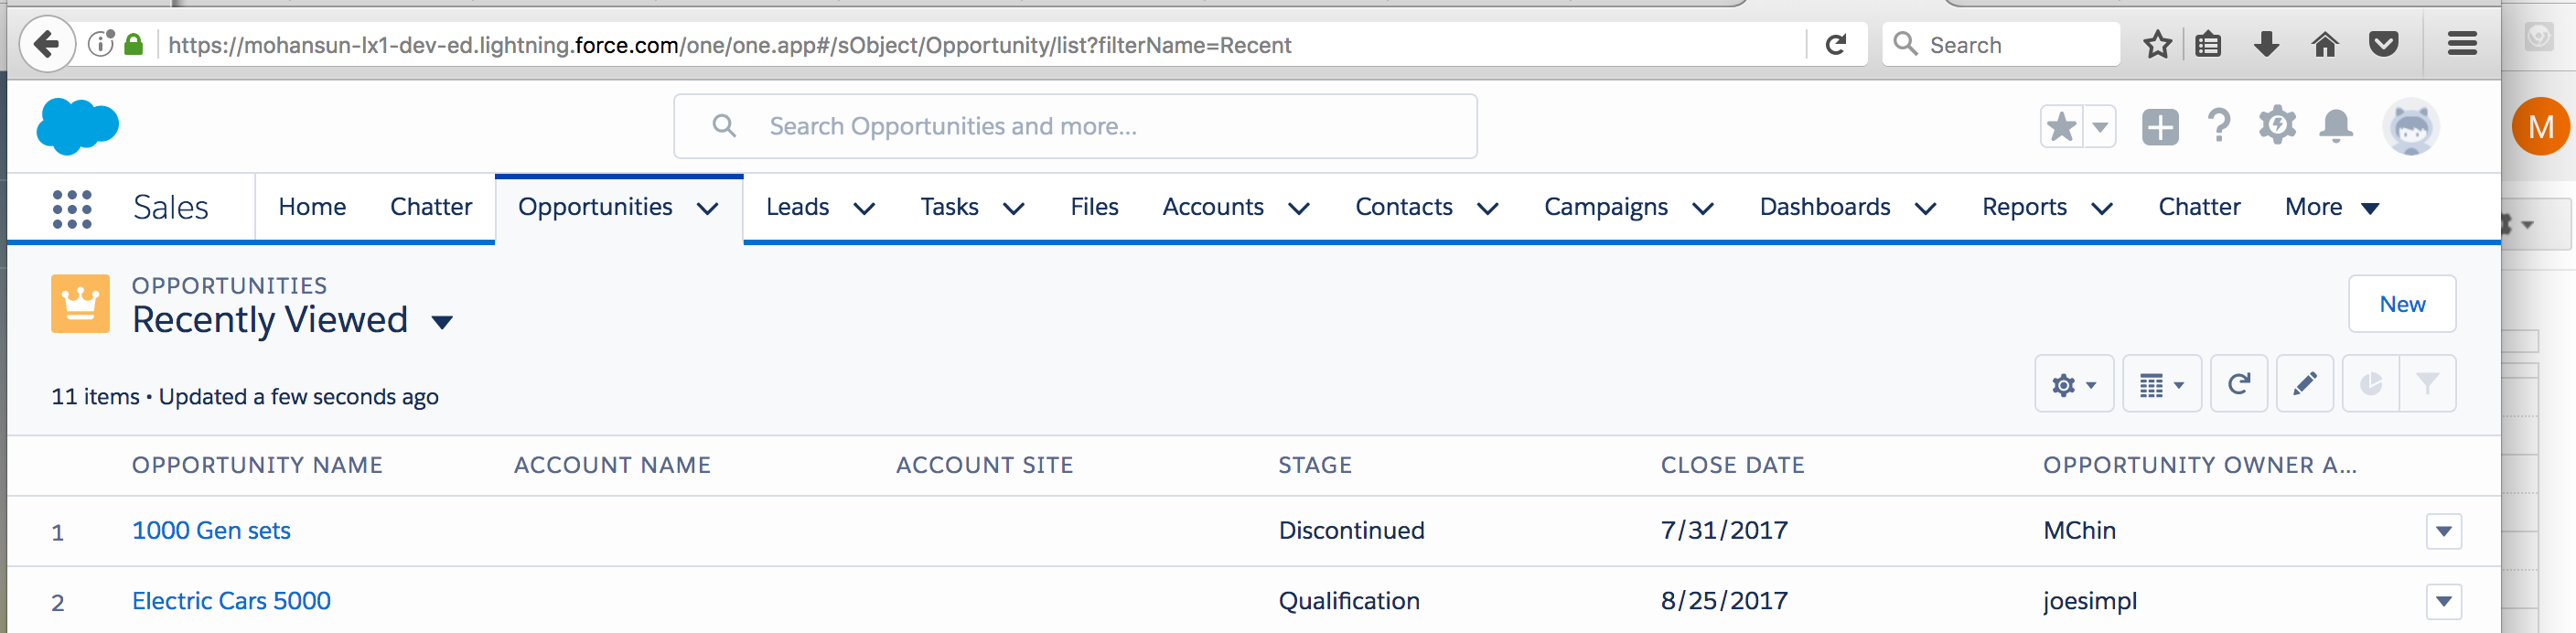 https://mohansun-lx1-dev-ed.lightning.force.com/one/one.app#/sObject/Opportunity/list?filterName=Recent Search
Search Opportunities and more...
M
Sales Home Chatter Opportunities Leads Tasks Files Accounts Contacts Campaigns Dashboards Reports Chatter More
OPPORTUNITIES
Recently Viewed
New
11 items • Updated a few seconds ago
OPPORTUNITY NAME ACCOUNT NAME ACCOUNT SITE STAGE CLOSE DATE OPPORTUNITY OWNER A...
1 1000 Gen sets Discontinued 7/31/2017 MChin
2 Electric Cars 5000 Qualification 8/25/2017 joesimpl